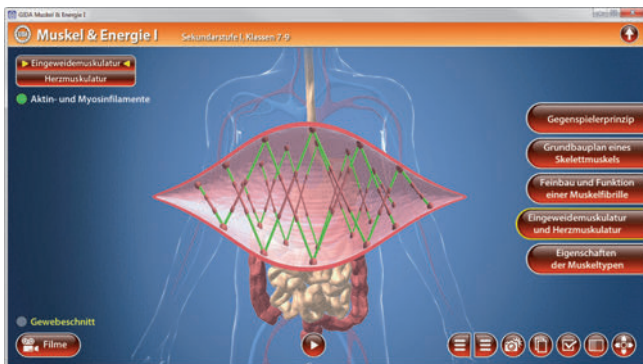 GIDA Muskel & Energie I
GIDA Muskel & Energie I Sekundarstufe I, Klassen 7-9
Eingeweidemuskulatur
Herzmuskulatur
Aktin- und Myosinfilamente
Gegenspielerprinzip
Grundbauplan eines
Skelettmuskels
Feinbau und Funktion
einer Muskelfibrille
Eingeweidemuskulatur
und Herzmuskulatur
Eigenschaften
der Muskeltypen
Gewebeschnitt
Filme